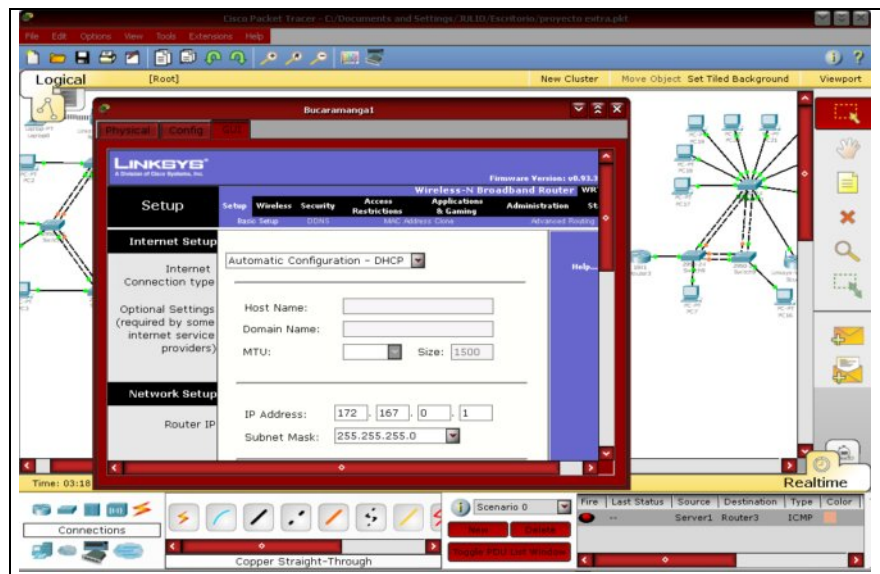 Cisco Packet Tracer - C:/Documents and Settings/JULIO/Escritorio/proyecto extra.pkt
File Edit Options View Tools Extensions Help
Logical
[Root]
New Cluster
Move Object
Set Tiled Background
Viewport
Bucaramanga1
Physical Config GUI
LINKSYS
A Division of Cisco Systems, Inc.
Firmware Version: v0.93.3
Wireless-N Broadband Router WRT
Setup
Setup Wireless Security Access Restrictions Applications & Gaming Administration St
Basic Setup DDNS MAC Address Clone Advanced Routing
Internet Setup
Internet
Connection type
Automatic Configuration - DHCP
Help...
Optional Settings
(required by some
internet service
providers)
Host Name:
Domain Name:
MTU: Size: 1500
Network Setup
Router IP
IP Address: 172 . 167 . 0 . 1
Subnet Mask: 255.255.255.0
PC-PT
PC7
Time: 03:18
Realtime
Connections
Copper Straight-Through
Scenario 0
New Delete
Toggle PDU List Window
Fire Last Status Source Destination Type Color
-- Server1 Router3 ICMP